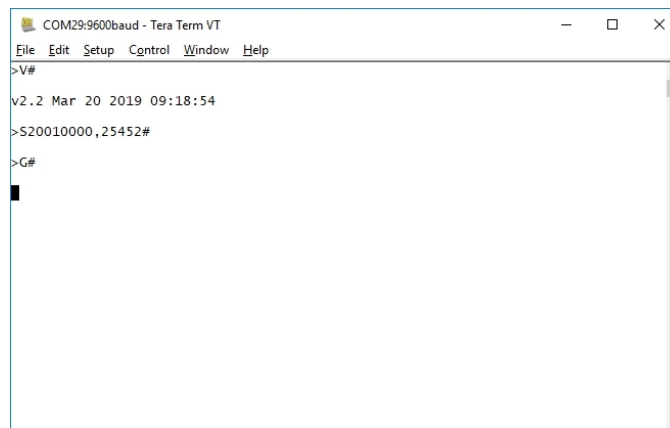 COM29:9600baud - Tera Term VT
File Edit Setup Control Window Help
>V#
v2.2 Mar 20 2019 09:18:54
>S20010000,25452#
>G#